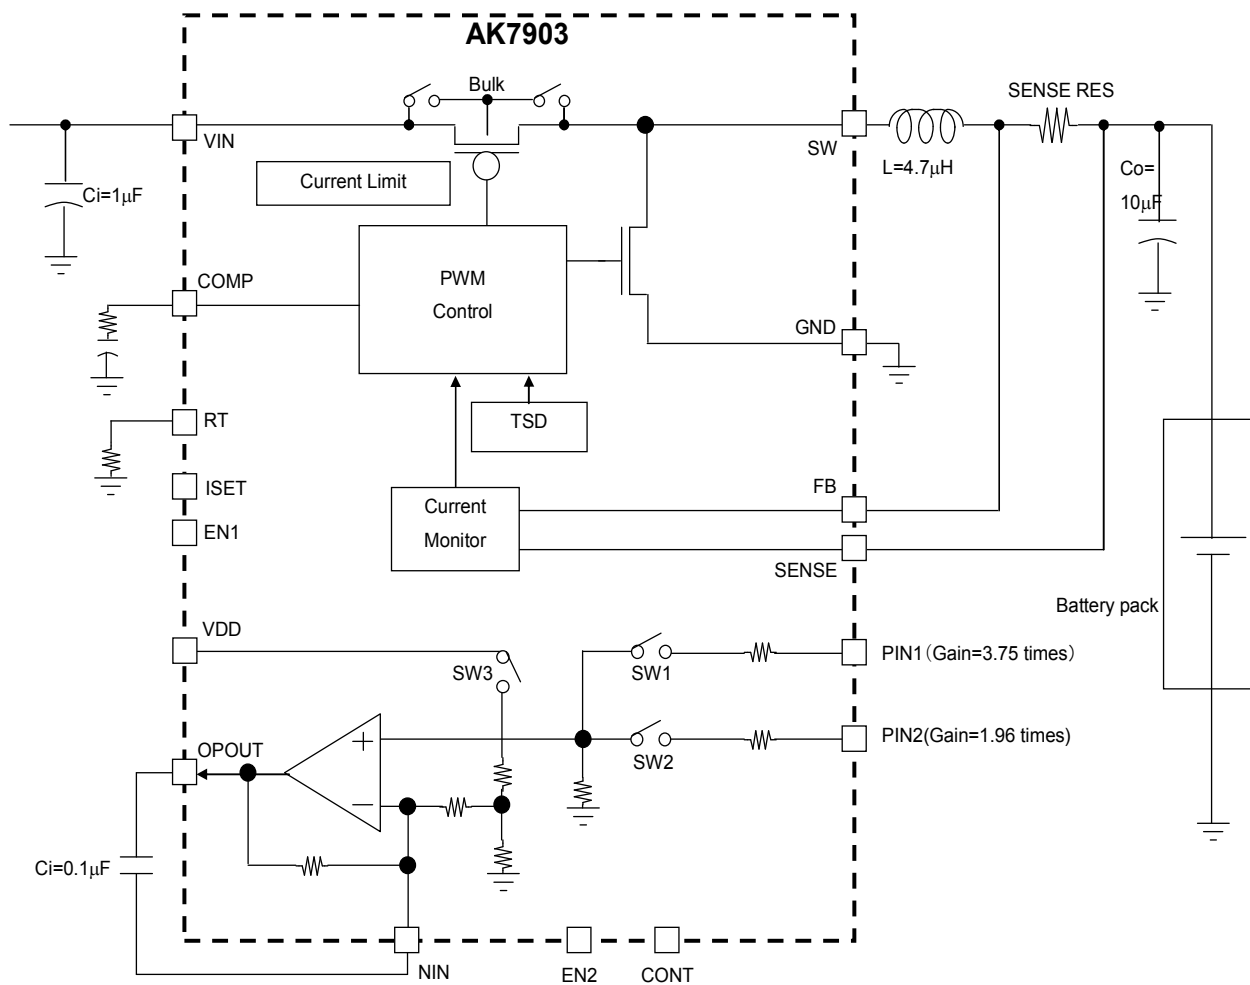 AK7903
Bulk
SENSE RES
VIN
SW
L=4.7μH
Co=
10μF
Ci=1μF
Current Limit
COMP
PWM
Control
GND
RT
TSD
ISET
EN1
Current
Monitor
FB
SENSE
Battery pack
VDD
SW3
SW1
PIN1（Gain=3.75 times）
OPOUT
SW2
PIN2(Gain=1.96 times)
Ci=0.1μF
NIN
EN2
CONT